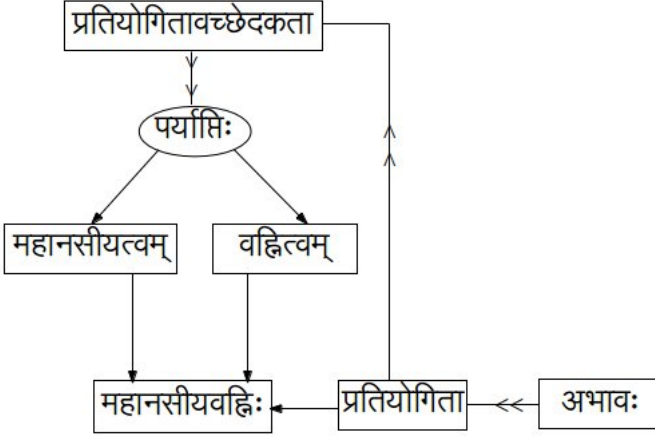 प्रतियोगितावच्छेदकता
पर्याप्तिः
महानसीयत्वम् वह्नित्वम्
महानसीयवह्निः प्रतियोगिता अभावः